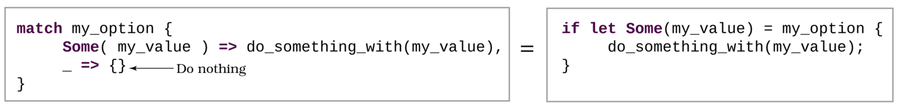 match my_option {
Some( my_value ) => do_something_with(my_value),
_ => {} Do nothing
}
=
if let Some(my_value) = my_option {
do_something_with(my_value);
}